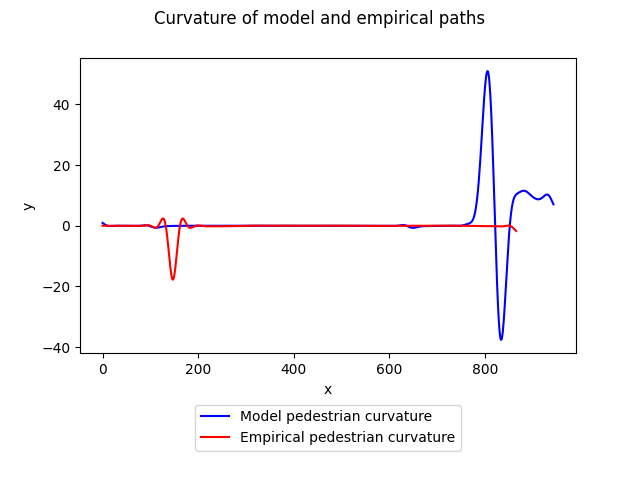 Curvature of model and empirical paths
40
20
0
−20
−40
y
0 200 400 600 800
x
Model pedestrian curvature
Empirical pedestrian curvature